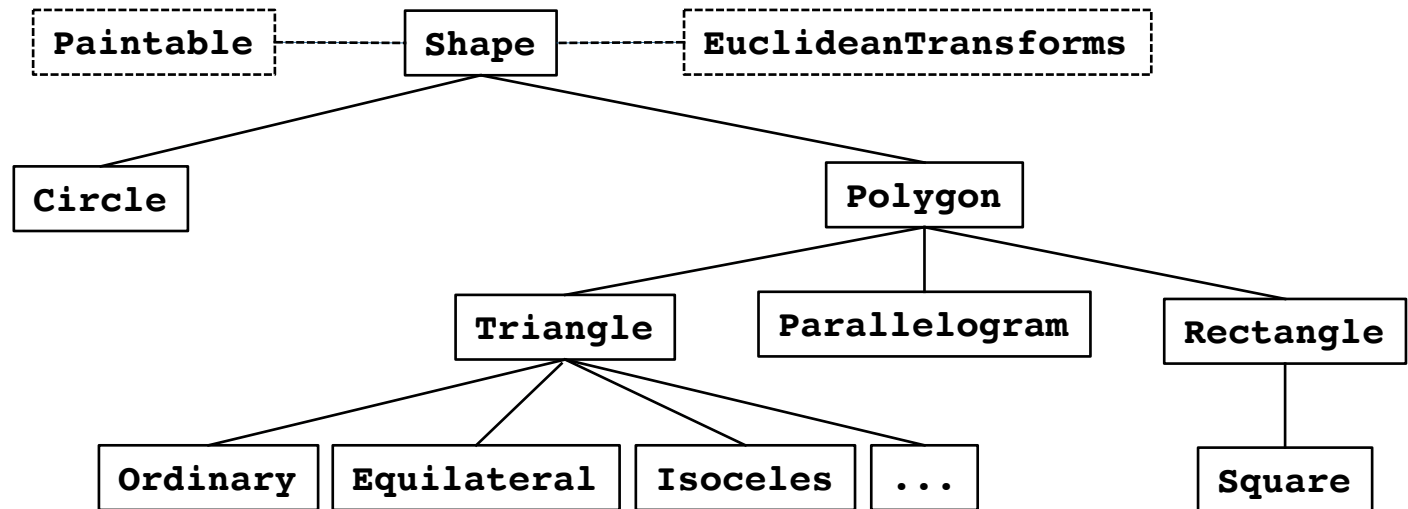 Paintable
Shape
EuclideanTransforms
Circle
Polygon
Triangle
Parallelogram
Rectangle
Ordinary
Equilateral
Isoceles
...
Square